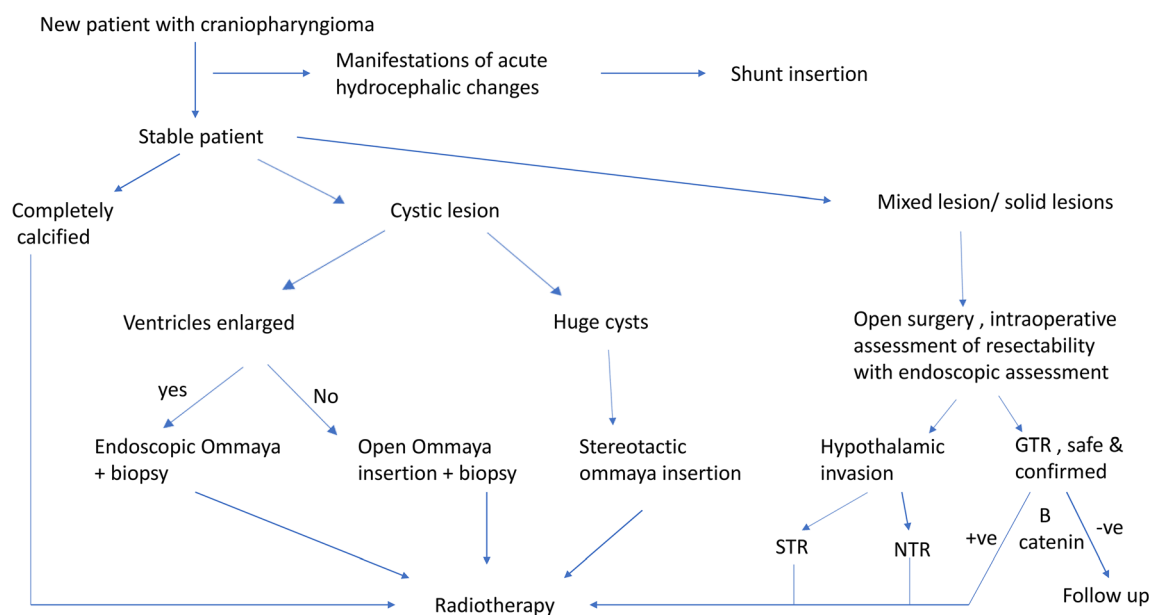 New patient with craniopharyngioma
Manifestations of acute
hydrocephalic changes
Shunt insertion
Stable patient
Completely
calcified
Cystic lesion
Mixed lesion/ solid lesions
Ventricles enlarged
Huge cysts
Open surgery , intraoperative
assessment of resectability
with endoscopic assessment
yes
No
Endoscopic Ommaya
+ biopsy
Open Ommaya
insertion + biopsy
Stereotactic
ommaya insertion
Hypothalamic
invasion
GTR , safe &
confirmed
STR
NTR
+ve
B
catenin
-ve
Radiotherapy
Follow up